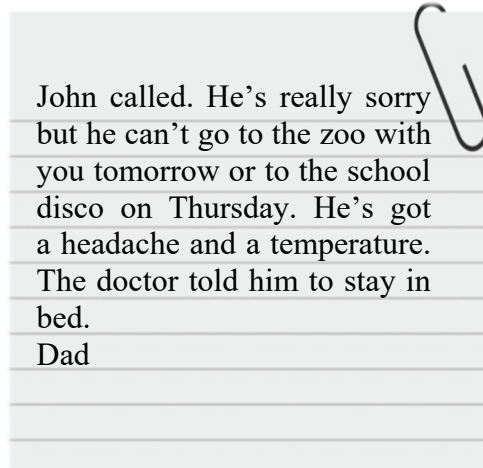 John called. He’s really sorry
but he can’t go to the zoo with
you tomorrow or to the school
disco on Thursday. He’s got
a headache and a temperature.
The doctor told him to stay in
bed.
Dad